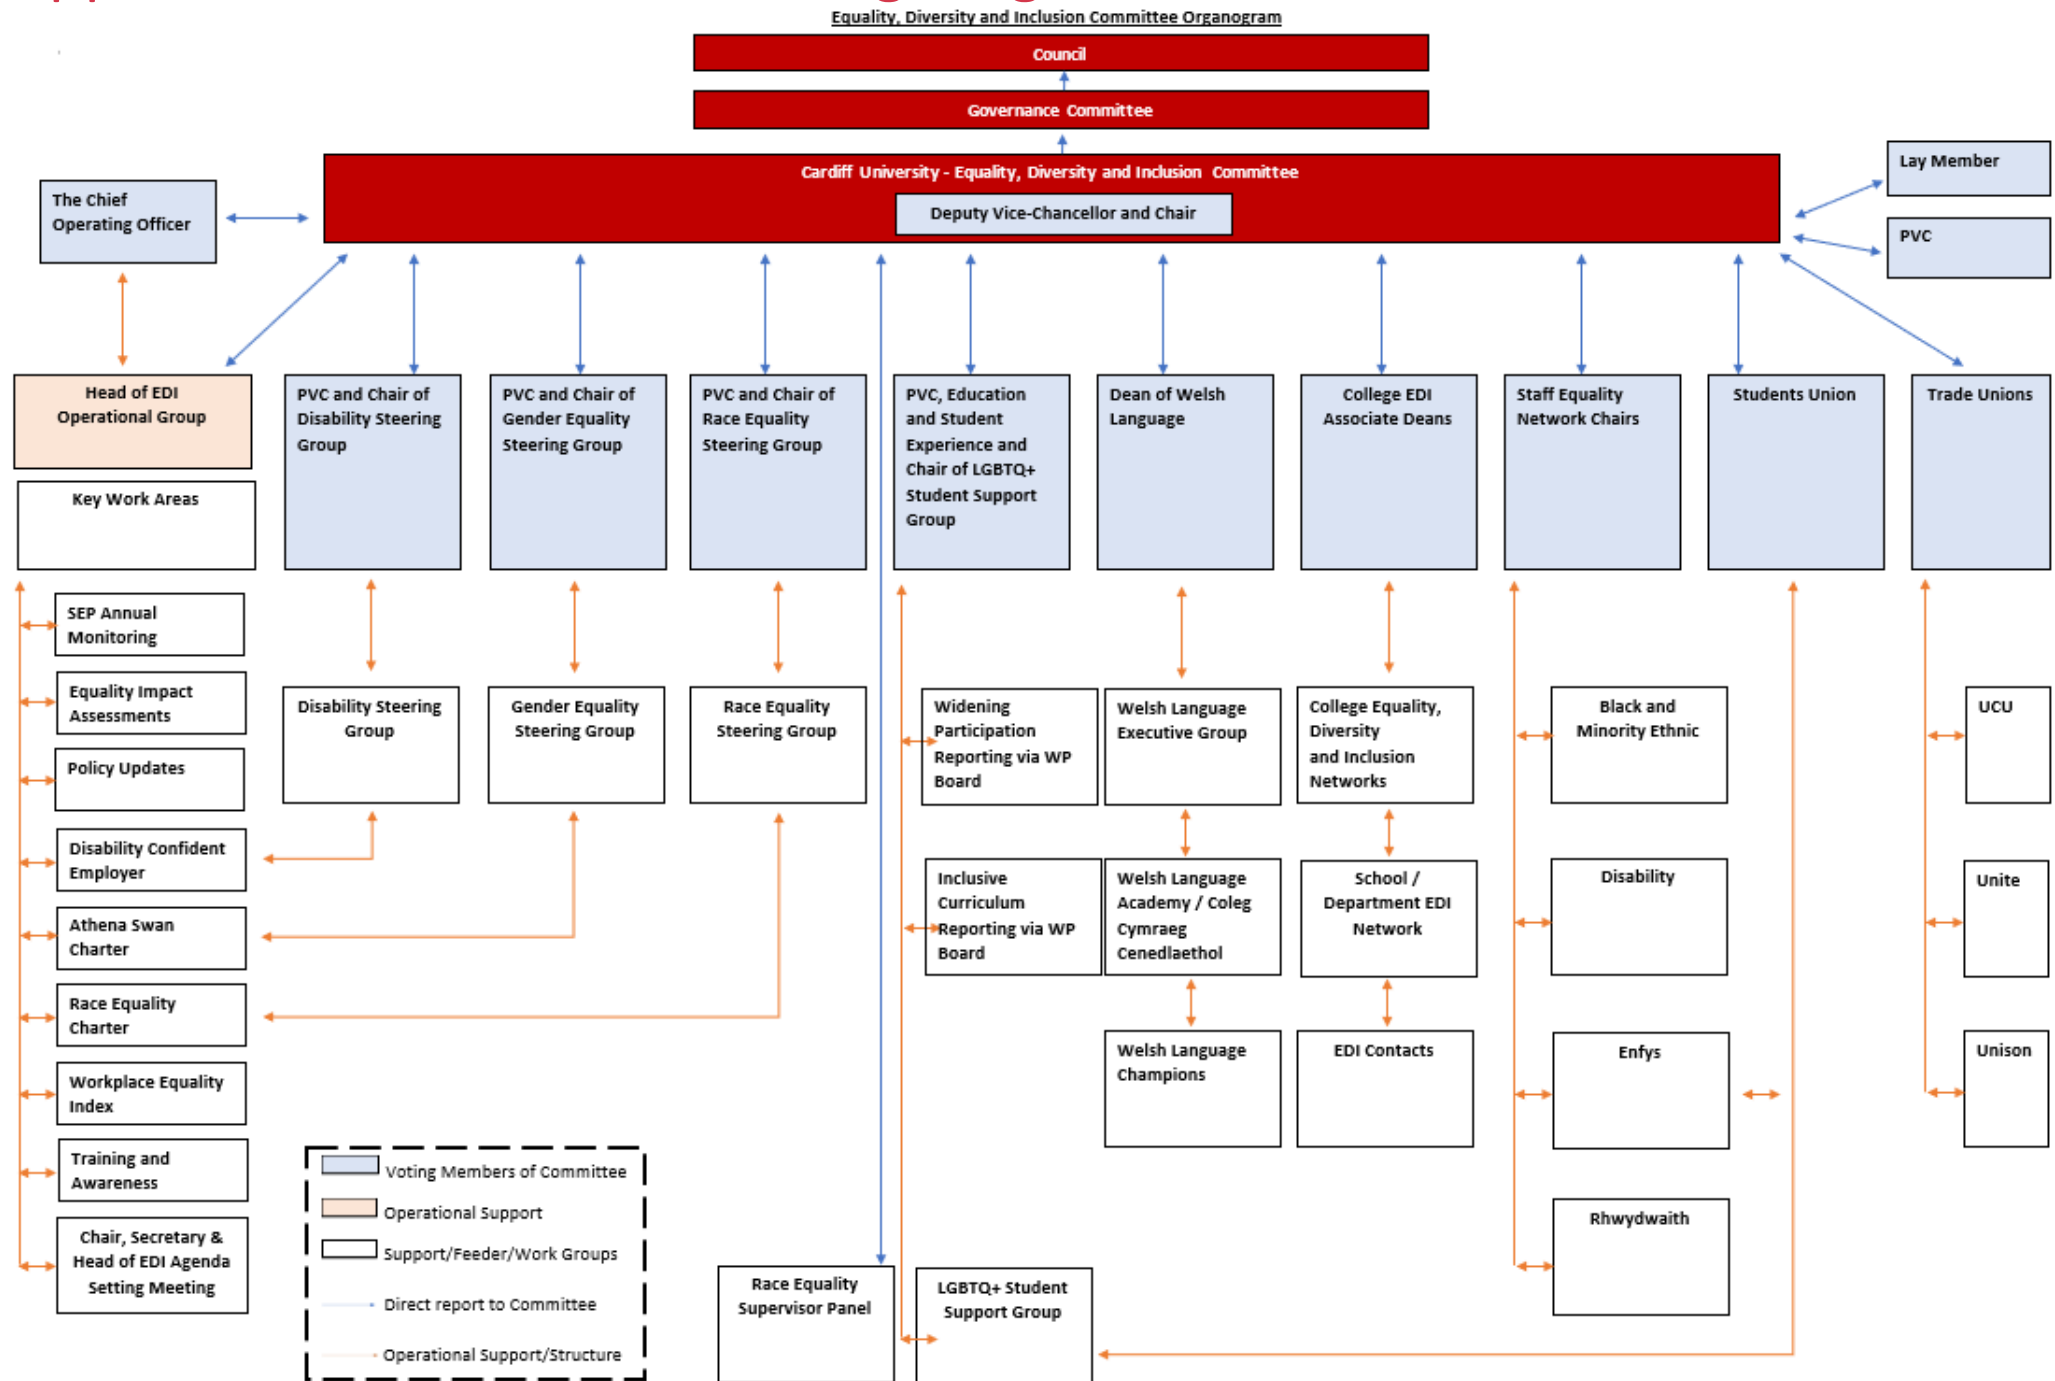 Equality, Diversity and Inclusion Committee Organogram
Council
Governance Committee
Cardiff University - Equality, Diversity and Inclusion Committee
Deputy Vice-Chancellor and Chair
The Chief
Operating Officer
Lay Member
PVC
Head of EDI
Operational Group
PVC and Chair of
Disability Steering
Group
PVC and Chair of
Gender Equality
Steering Group
PVC and Chair of
Race Equality
Steering Group
PVC, Education
and Student
Experience and
Chair of LGBTQ+
Student Support
Group
Dean of Welsh
Language
College EDI
Associate Deans
Staff Equality
Network Chairs
Students Union
Trade Unions
Key Work Areas
SEP Annual
Monitoring
Equality Impact
Assessments
Policy Updates
Disability Confident
Employer
Athena Swan
Charter
Race Equality
Charter
Workplace Equality
Index
Training and
Awareness
Chair, Secretary &
Head of EDI Agenda
Setting Meeting
Disability Steering
Group
Gender Equality
Steering Group
Race Equality
Steering Group
Widening
Participation
Reporting via WP
Board
Inclusive
Curriculum
Reporting via WP
Board
Welsh Language
Executive Group
Welsh Language
Academy / Coleg
Cymraeg
Cenedlaethol
Welsh Language
Champions
College Equality,
Diversity
and Inclusion
Networks
School /
Department EDI
Network
EDI Contacts
Black and
Minority Ethnic
Disability
Enfys
Rhwydwaith
UCU
Unite
Unison
Race Equality
Supervisor Panel
LGBTQ+ Student
Support Group
Voting Members of Committee
Operational Support
Support/Feeder/Work Groups
Direct report to Committee
Operational Support/Structure